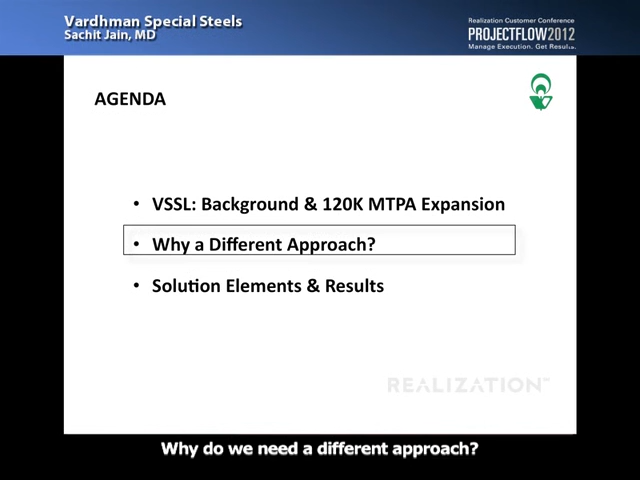 Vardhman Special Steels
Sachit Jain, MD
Realization Customer Conference
PROJECTFLOW2012
Manage Execution. Get Results.
AGENDA
• VSSL: Background & 120K MTPA Expansion
• Why a Different Approach?
• Solution Elements & Results
REALIZATION™
Why do we need a different approach?